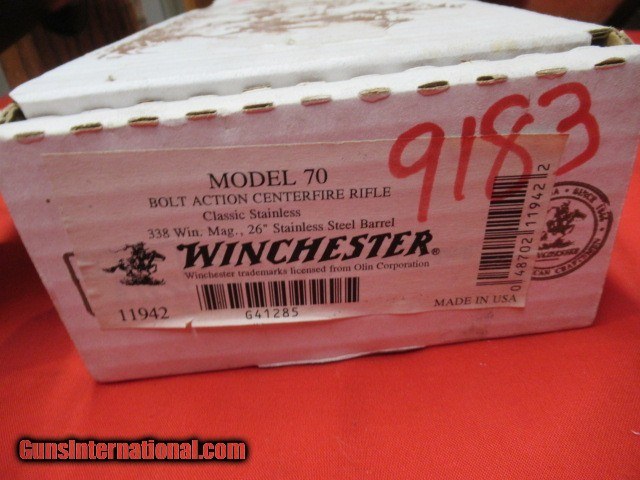 9183
MODEL 70
BOLT ACTION CENTERFIRE RIFLE
Classic Stainless
338 Win. Mag., 26" Stainless Steel Barrel
WINCHESTER®
Winchester trademarks licensed from Olin Corporation
11942
G41285
MADE IN USA
0 48702 11942 2
GunsInternational.com